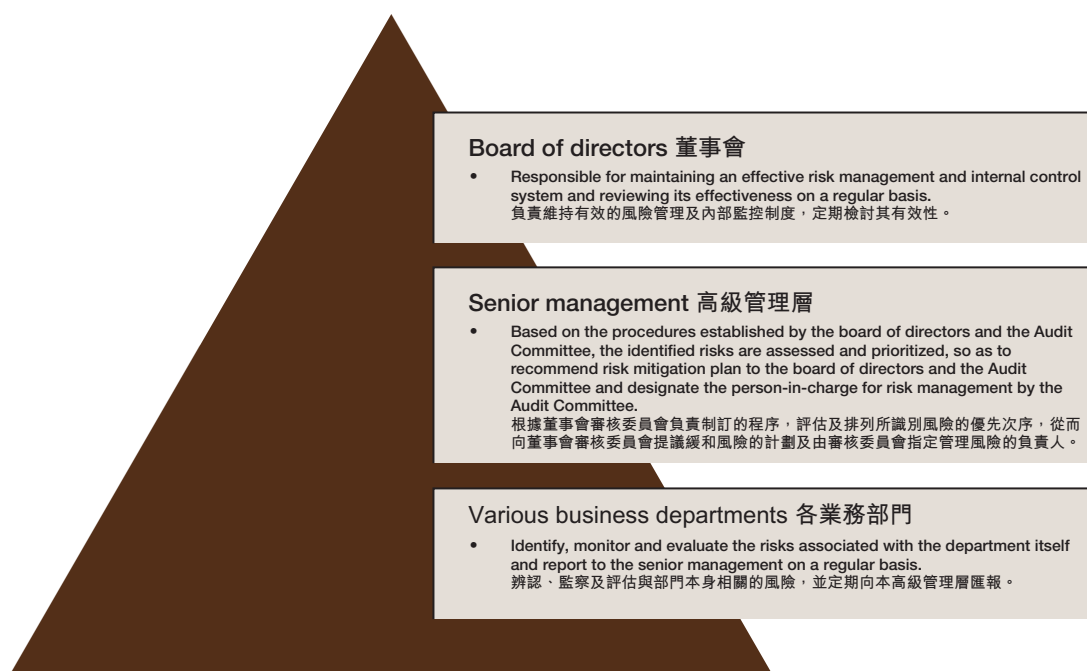 Board of directors 董事會
• Responsible for maintaining an effective risk management and internal control
system and reviewing its effectiveness on a regular basis.
負責維持有效的風險管理及內部監控制度，定期檢討其有效性。
Senior management 高級管理層
• Based on the procedures established by the board of directors and the Audit
Committee, the identified risks are assessed and prioritized, so as to
recommend risk mitigation plan to the board of directors and the Audit
Committee and designate the person-in-charge for risk management by the
Audit Committee.
根據董事會審核委員會負責制訂的程序，評估及排列所識別風險的優先次序，從而
向董事會審核委員會提議緩和風險的計劃及由審核委員會指定管理風險的負責人。
Various business departments 各業務部門
• Identify, monitor and evaluate the risks associated with the department itself
and report to the senior management on a regular basis.
辨認、監察及評估與部門本身相關的風險，並定期向本高級管理層匯報。